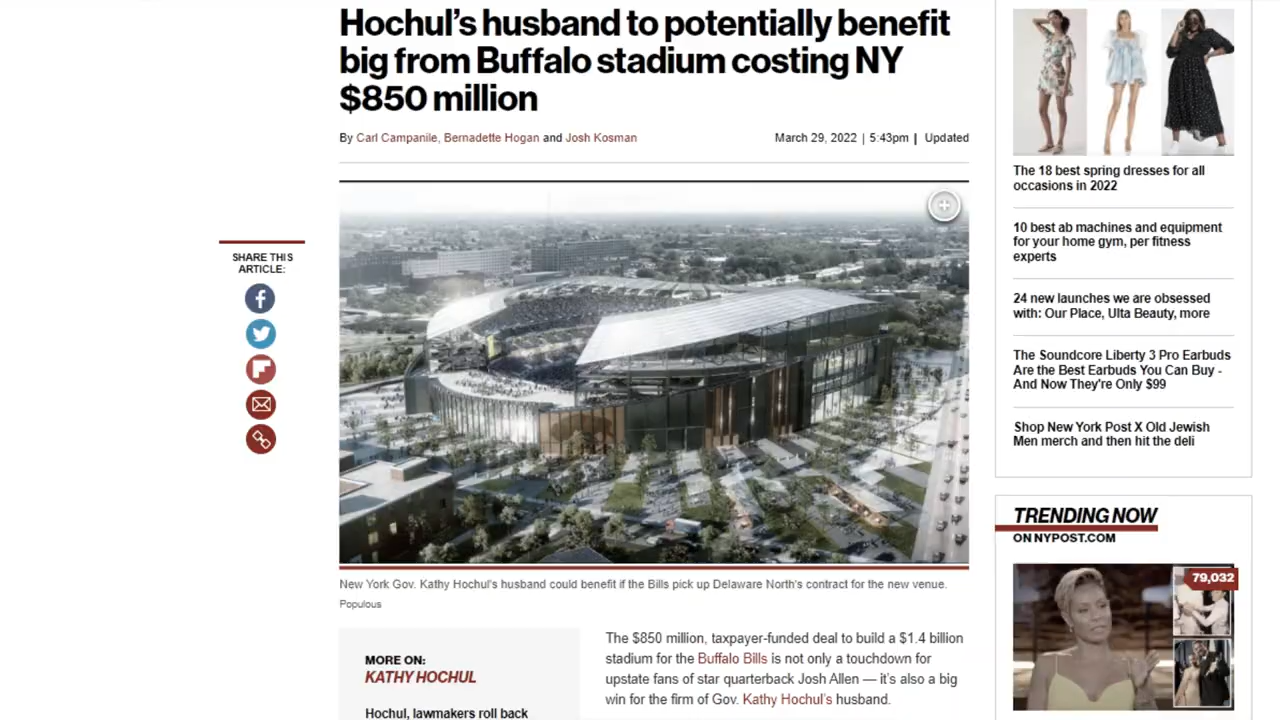 Hochul's husband to potentially benefit
big from Buffalo stadium costing NY
$850 million
By Carl Campanile, Bernadette Hogan and Josh Kosman
March 29, 2022 | 5:43pm | Updated
SHARE THIS
ARTICLE:
New York Gov. Kathy Hochul's husband could benefit if the Bills pick up Delaware North's contract for the new venue.
Populous
MORE ON:
KATHY HOCHUL
Hochul, lawmakers roll back
The $850 million, taxpayer-funded deal to build a $1.4 billion
stadium for the Buffalo Bills is not only a touchdown for
upstate fans of star quarterback Josh Allen — it's also a big
win for the firm of Gov. Kathy Hochul's husband.
The 18 best spring dresses for all
occasions in 2022
10 best ab machines and equipment
for your home gym, per fitness
experts
24 new launches we are obsessed
with: Our Place, Ulta Beauty, more
The Soundcore Liberty 3 Pro Earbuds
Are the Best Earbuds You Can Buy -
And Now They're Only $99
Shop New York Post X Old Jewish
Men merch and then hit the deli
TRENDING NOW
ON NYPOST.COM
79,032